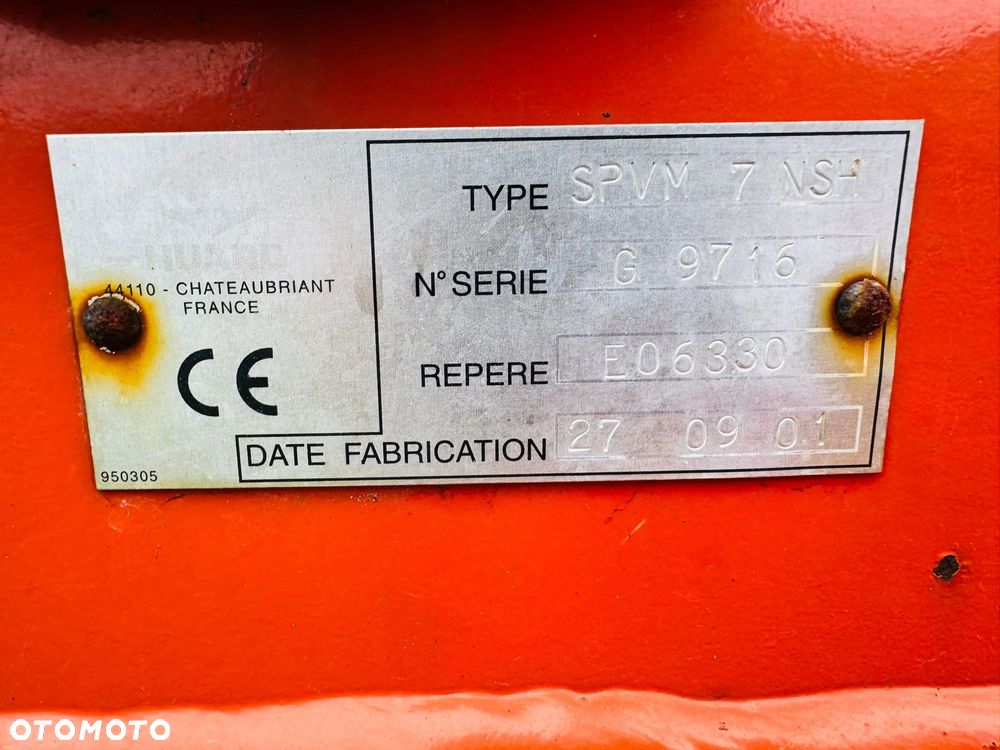 TYPE SPVM 7 NSH
N° SERIE G 9716
44110 - CHATEAUBRIANT
FRANCE
CE
REPERE E06330
DATE FABRICATION 27 09 01
950305
OTOMOTO